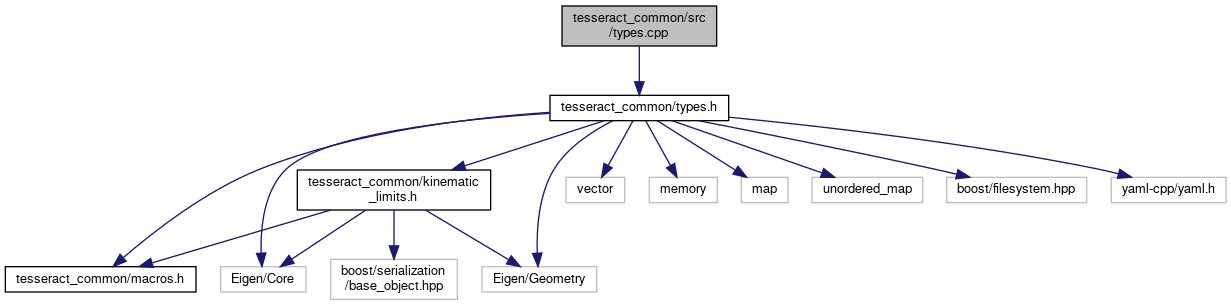 tesseract_common/src
/types.cpp
tesseract_common/types.h
tesseract_common/kinematic
_limits.h
vector
memory
map
unordered_map
boost/filesystem.hpp
yaml-cpp/yaml.h
tesseract_common/macros.h
Eigen/Core
boost/serialization
/base_object.hpp
Eigen/Geometry